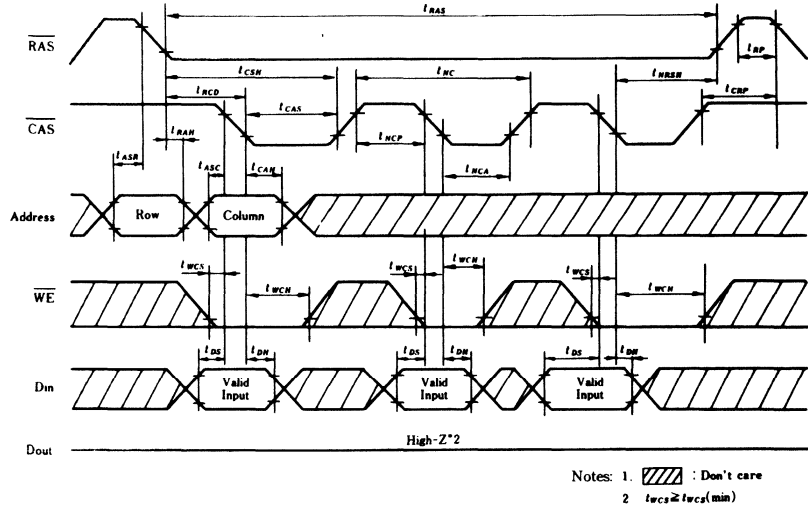 tRAS
RAS
tRP
tCSH
tNC
tNRSH
tRCD
tCAS
tCRP
CAS
tRAH
tNCP
tASR
tASC
tCAH
tNCA
Address
Row
Column
tWCS
tWCS
tWCS
WE
tWCH
tWCH
tWCH
tDS
tDH
tDS
tDH
tDS
tDH
Din
Valid Input
Valid Input
Valid Input
High-Z*2
Dout
Notes: 1. : Don't care
2 tWCS≧tWCS(min)